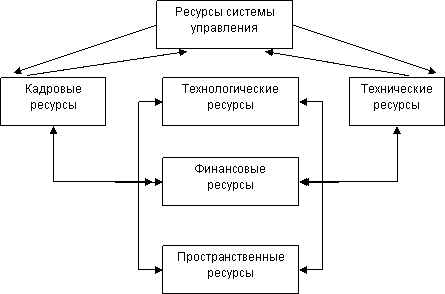 Ресурсы системы
управления
Кадровые
ресурсы
Технологические
ресурсы
Технические
ресурсы
Финансовые
ресурсы
Пространственные
ресурсы